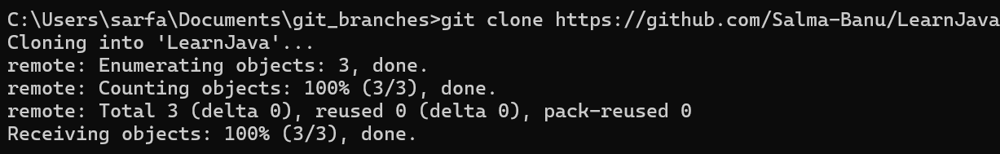 C:\Users\sarfa\Documents\git_branches>git clone https://github.com/Salma-Banu/LearnJava
Cloning into 'LearnJava'...
remote: Enumerating objects: 3, done.
remote: Counting objects: 100% (3/3), done.
remote: Total 3 (delta 0), reused 0 (delta 0), pack-reused 0
Receiving objects: 100% (3/3), done.